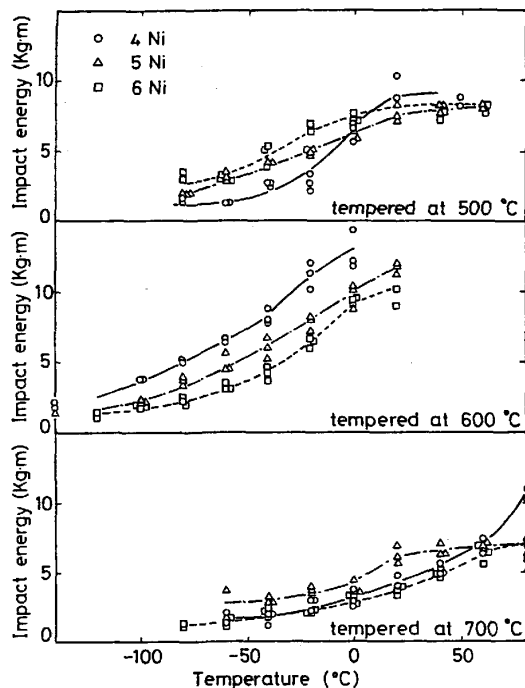 Impact energy (Kg·m)
10
5
0
○ 4 Ni
△ 5 Ni
□ 6 Ni
tempered at 500 °C
Impact energy (Kg·m)
10
5
0
tempered at 600 °C
Impact energy (Kg·m)
10
5
0
tempered at 700 °C
-100 -50 0 50
Temperature (°C)